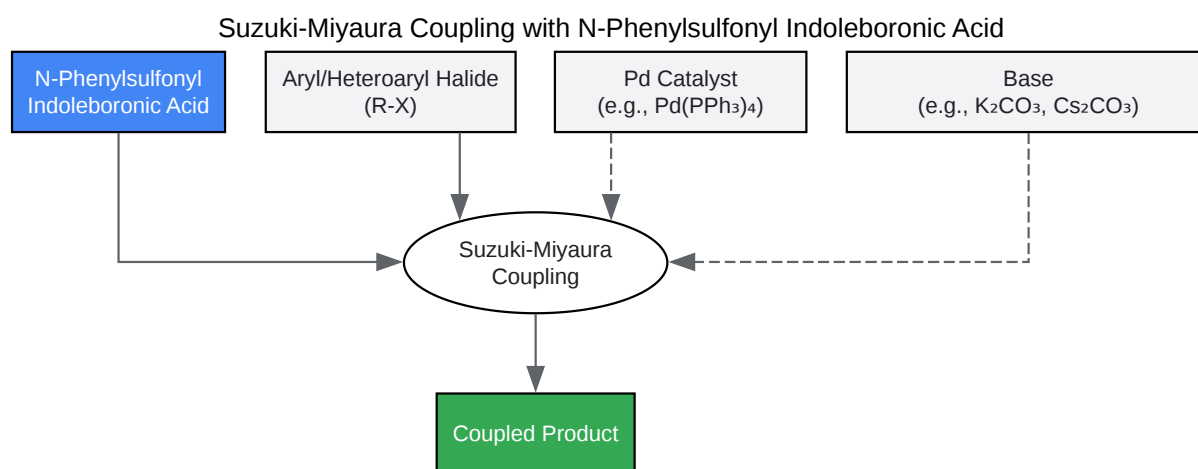 Suzuki-Miyaura Coupling with N-Phenylsulfonyl Indoleboronic Acid
N-Phenylsulfonyl
Indoleboronic Acid
Aryl/Heteroaryl Halide
(R-X)
Pd Catalyst
(e.g., Pd(PPh₃)₄)
Base
(e.g., K₂CO₃, Cs₂CO₃)
Suzuki-Miyaura
Coupling
Coupled Product